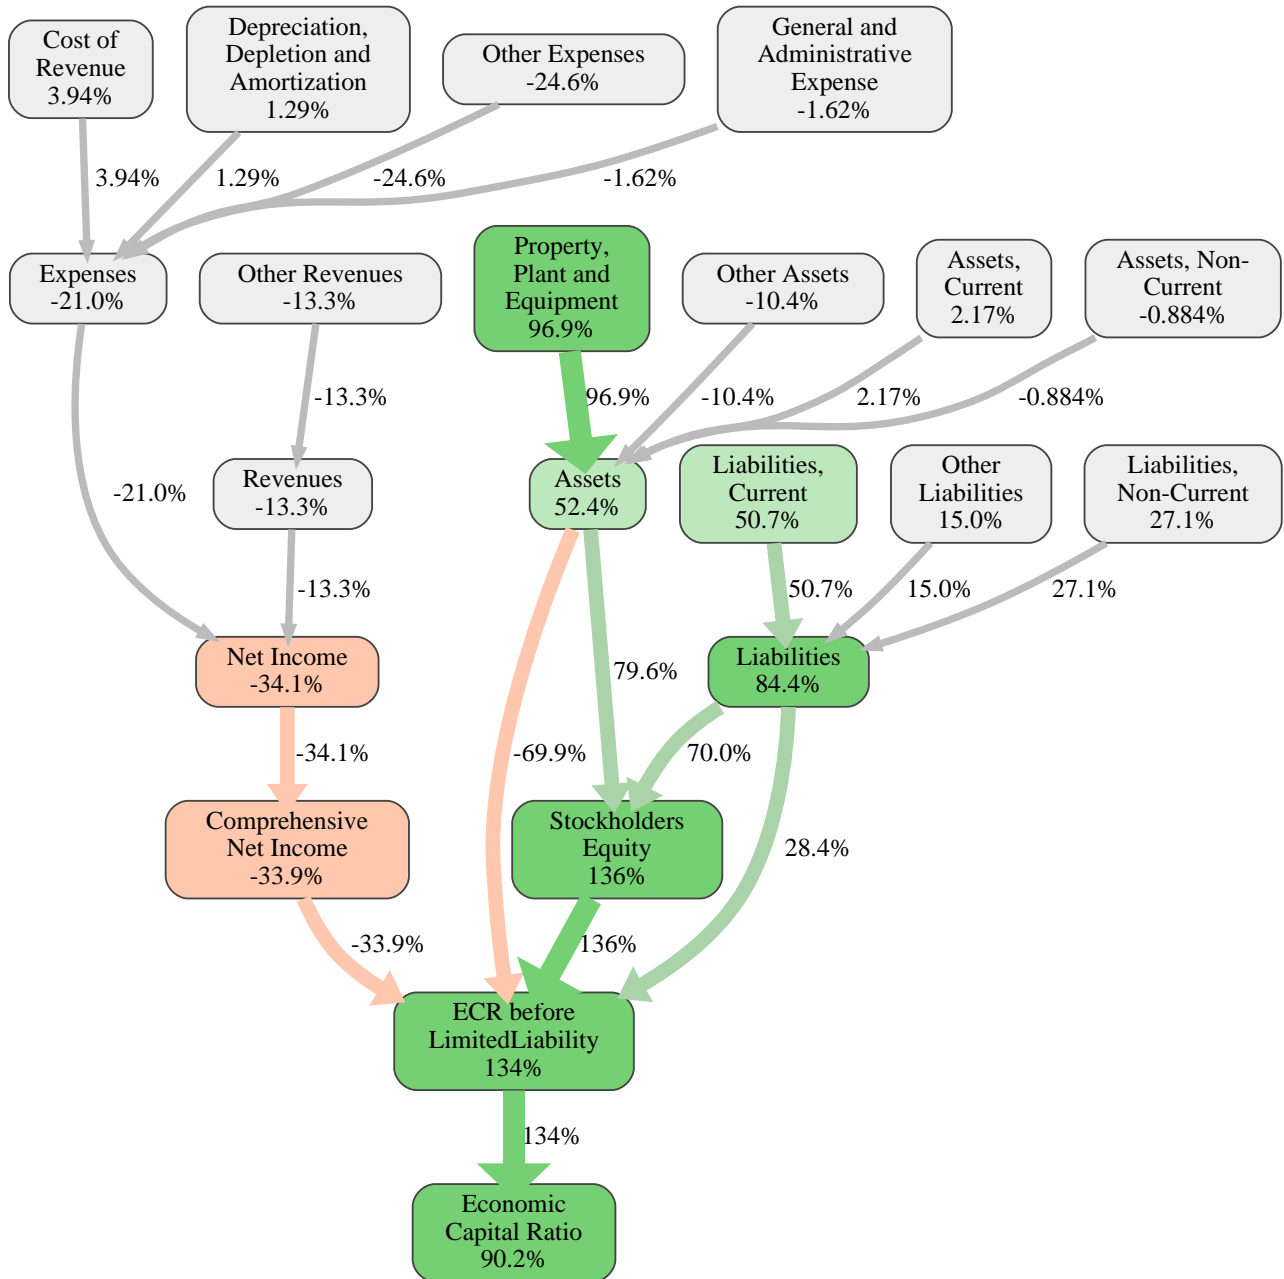 Cost of
Revenue
3.94%
Depreciation,
Depletion and
Amortization
1.29%
Other Expenses
-24.6%
General and
Administrative
Expense
-1.62%
3.94%
1.29%
-24.6%
-1.62%
Expenses
-21.0%
Other Revenues
-13.3%
Property,
Plant and
Equipment
96.9%
Other Assets
-10.4%
Assets,
Current
2.17%
Assets, Non-
Current
-0.884%
-13.3%
96.9%
-10.4%
2.17%
-0.884%
-21.0%
Revenues
-13.3%
Assets
52.4%
Liabilities,
Current
50.7%
Other
Liabilities
15.0%
Liabilities,
Non-Current
27.1%
-13.3%
50.7%
15.0%
27.1%
Net Income
-34.1%
79.6%
Liabilities
84.4%
-34.1%
-69.9%
70.0%
Comprehensive
Net Income
-33.9%
Stockholders
Equity
136%
28.4%
-33.9%
136%
ECR before
LimitedLiability
134%
134%
Economic
Capital Ratio
90.2%